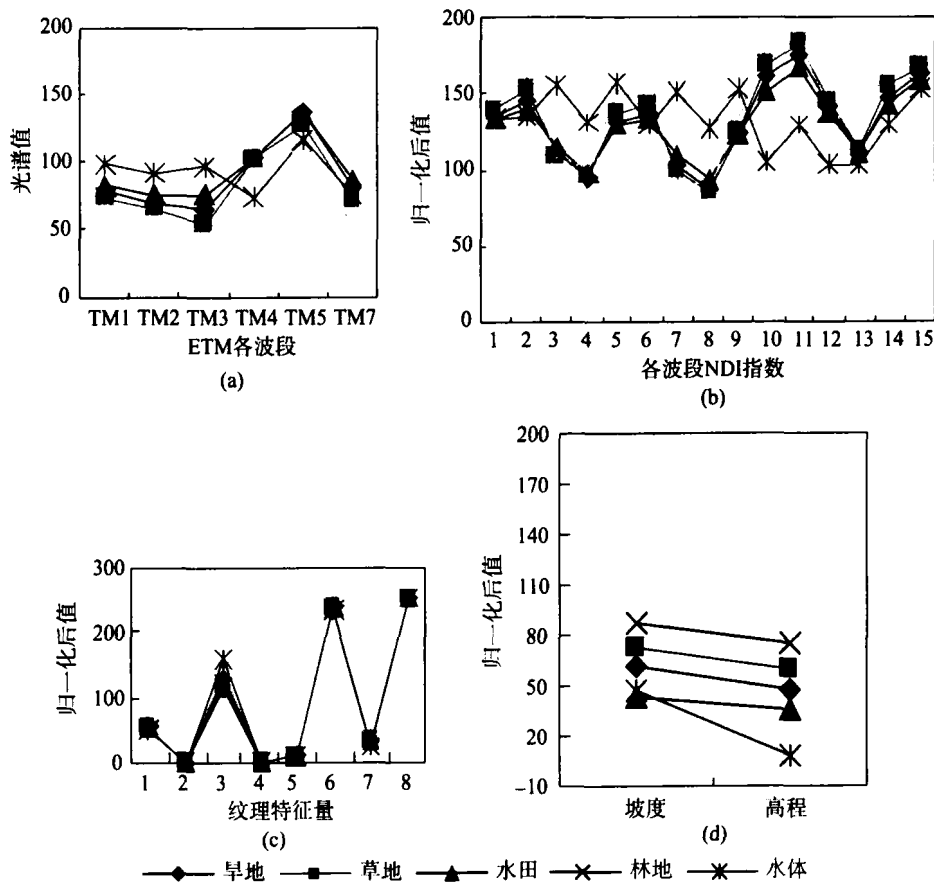 200
150
100
50
0
光谱值
TM1 TM2 TM3 TM4 TM5 TM7
ETM各波段
(a)
200
150
100
50
0
归一化后值
1 2 3 4 5 6 7 8 9 10 11 12 13 14 15
各波段NDI指数
(b)
300
200
100
0
归一化后值
1 2 3 4 5 6 7 8
纹理特征量
(c)
200
170
140
110
80
50
20
-10
归一化后值
坡度 高程
(d)
旱地 草地 水田 林地 水体